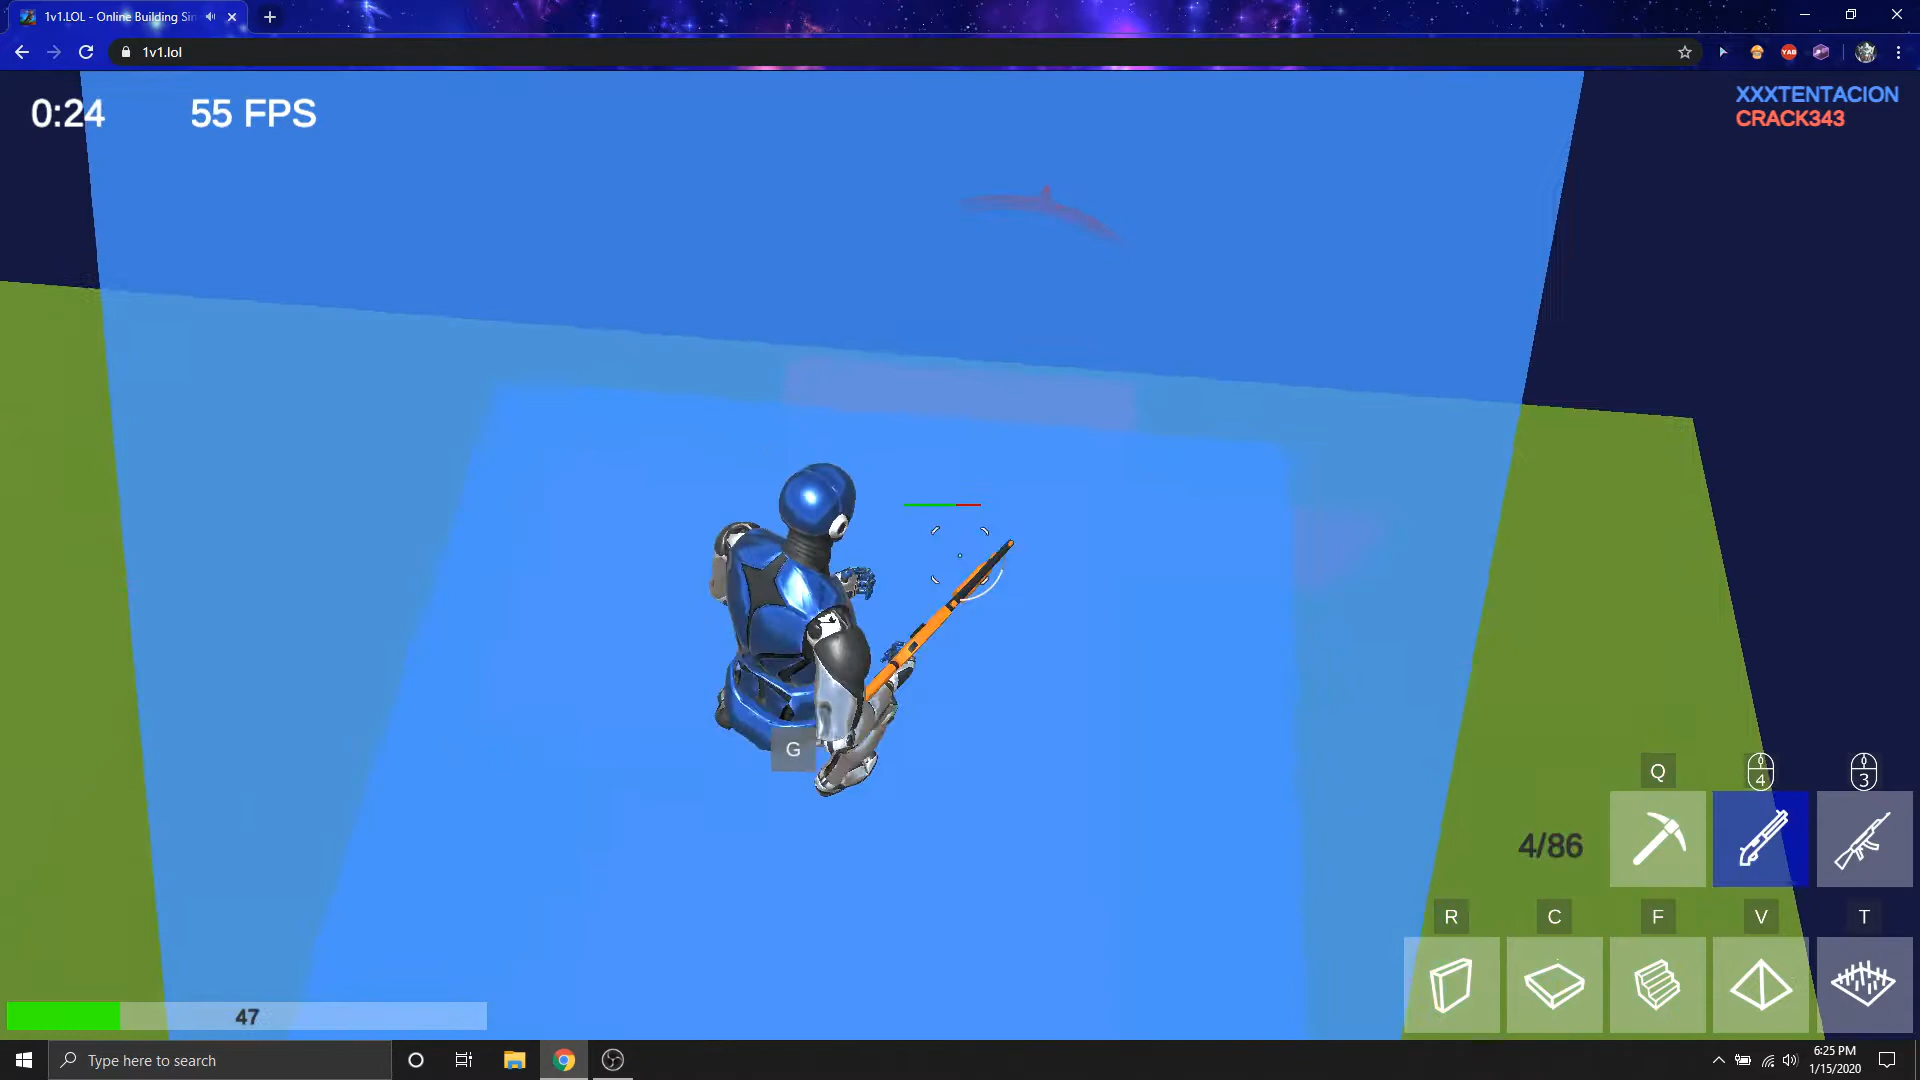 1v1.LOL - Online Building Sin
1v1.lol
0:24
55 FPS
XXXTENTACION
CRACK343
G
Q
4
3
4/86
R
C
F
V
T
47
Type here to search
6:25 PM
1/15/2020